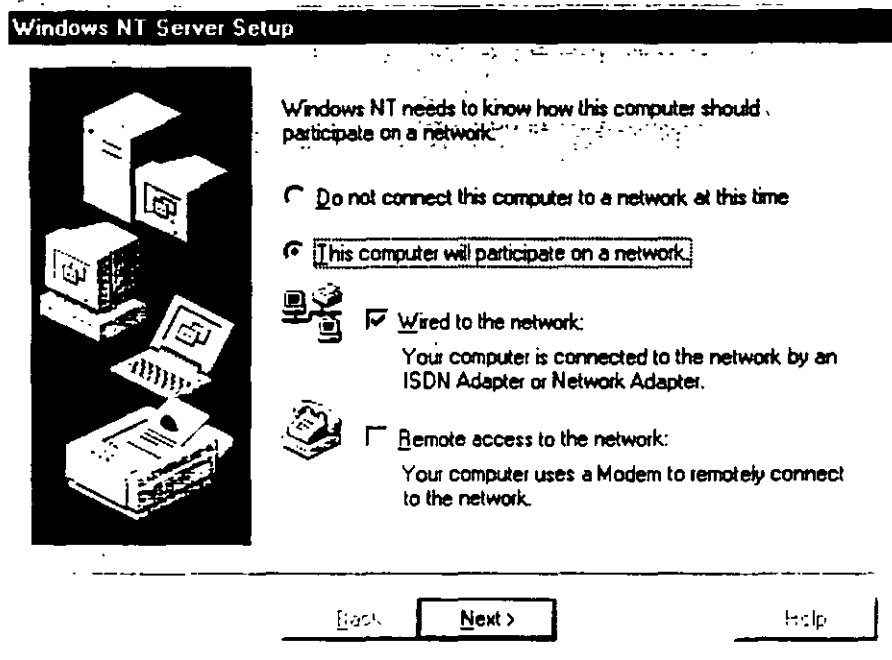 Windows NT Server Setup
Windows NT needs to know how this computer should
participate on a network.
Do not connect this computer to a network at this time
This computer will participate on a network.
Wired to the network:
Your computer is connected to the network by an
ISDN Adapter or Network Adapter.
Remote access to the network:
Your computer uses a Modem to remotely connect
to the network.
Back
Next >
Help